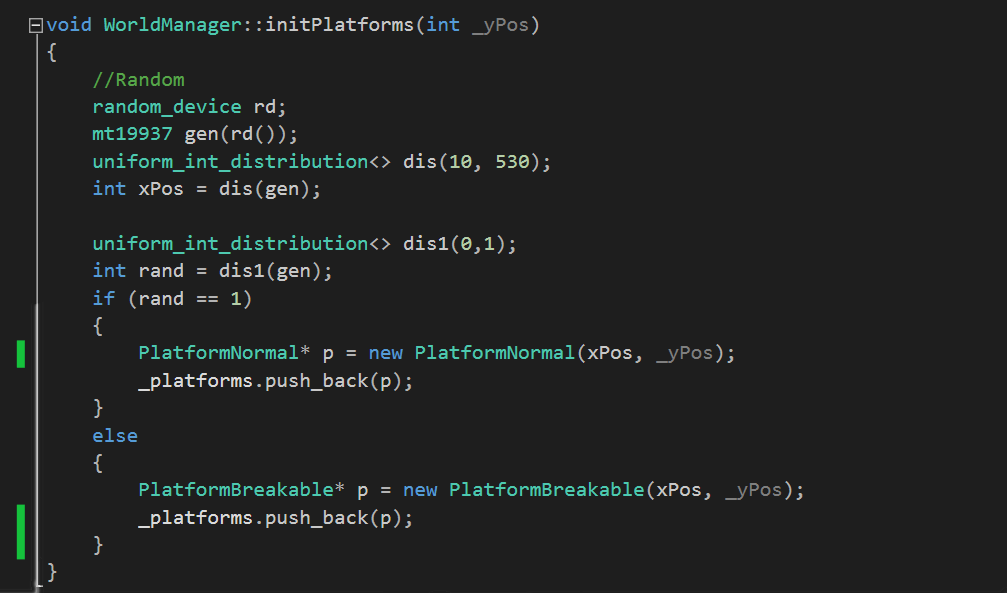 void WorldManager::initPlatforms(int _yPos)
{
//Random
random_device rd;
mt19937 gen(rd());
uniform_int_distribution<> dis(10, 530);
int xPos = dis(gen);
uniform_int_distribution<> dis1(0,1);
int rand = dis1(gen);
if (rand == 1)
{
PlatformNormal* p = new PlatformNormal(xPos, _yPos);
_platforms.push_back(p);
}
else
{
PlatformBreakable* p = new PlatformBreakable(xPos, _yPos);
_platforms.push_back(p);
}
}